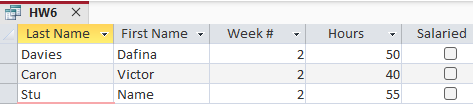 HW6
Last Name First Name Week # Hours Salaried
Davies Dafina 2 50
Caron Victor 2 40
Stu Name 2 55